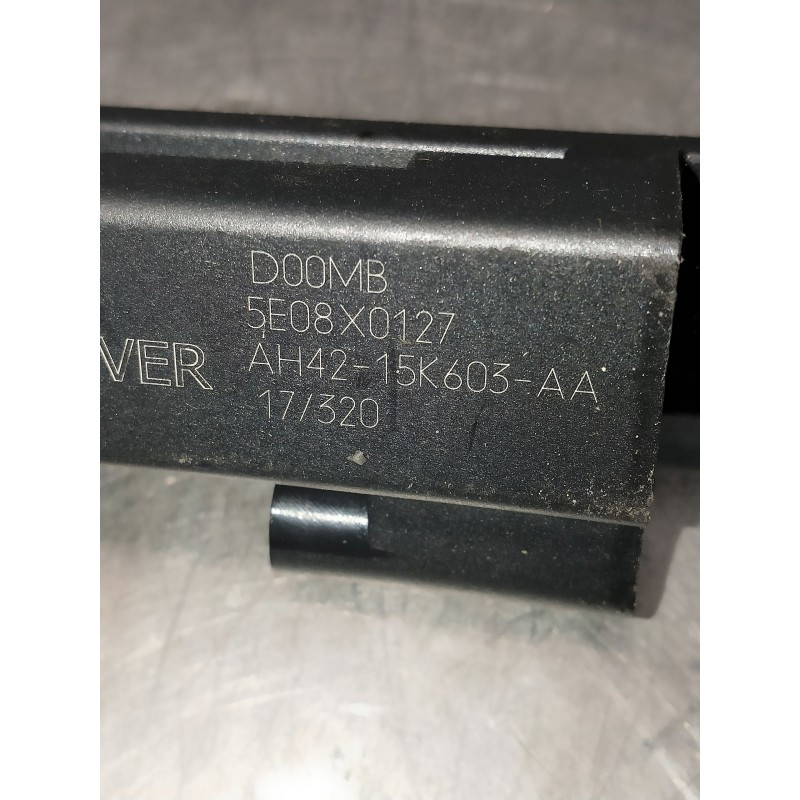 D00MB
5E08X0127
VER AH42-15K603-AA
17/320